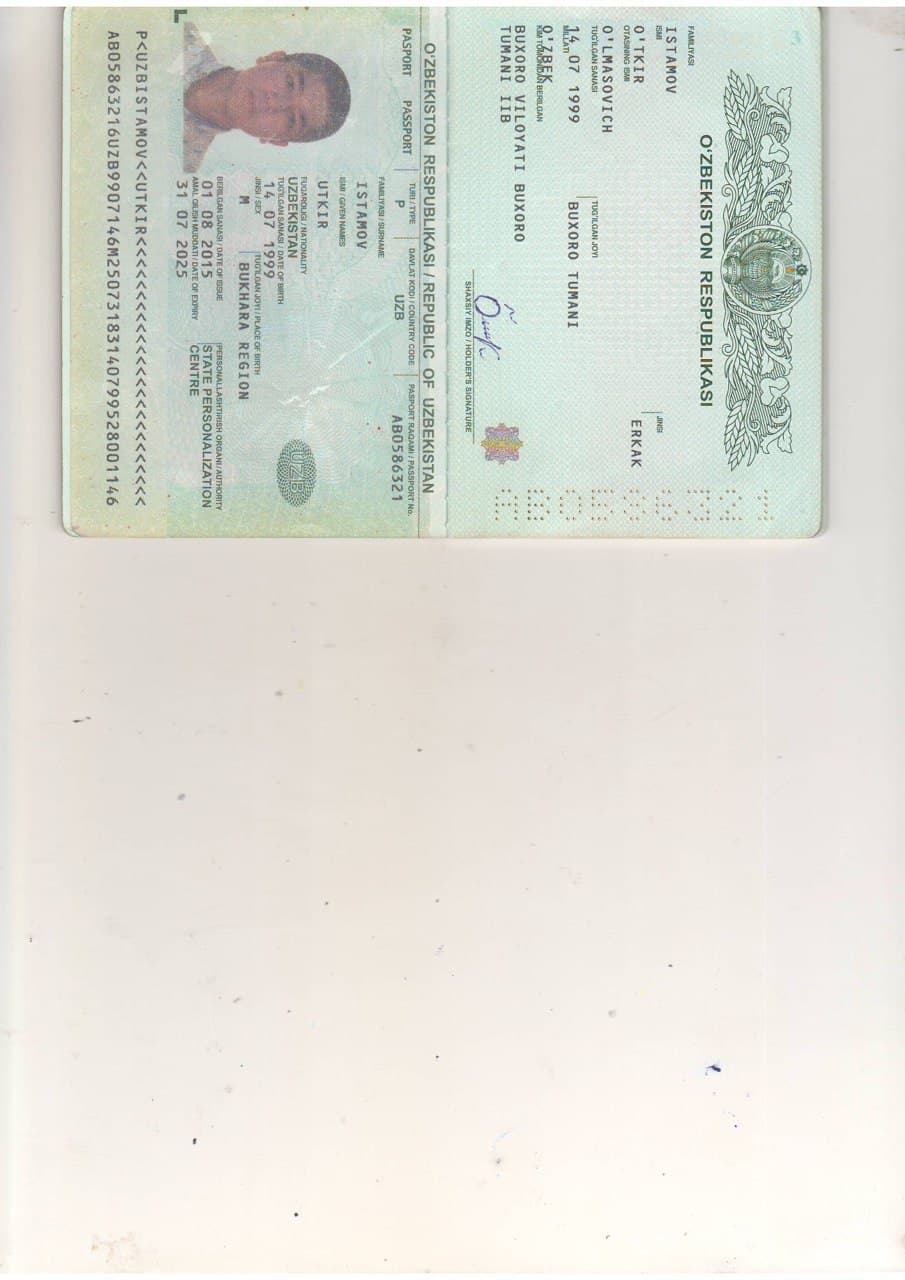 O‘ZBEKISTON RESPUBLIKASI
FAMILIYASI
ISTAMOV
ISMI
JINSI
O'TKIR
ERKAK
OTASINING ISMI
O'LMASOVICH
TUG'ILGAN SANASI
TUG'ILGAN JOYI
14 07 1999
BUXORO TUMANI
MILLATI
O'ZBEK
KIM TOMONIDAN BERILGAN
BUXORO VILOYATI BUXORO
TUMANI IIB
SHAXSIY IMZO / HOLDER'S SIGNATURE
AB0586321
O‘ZBEKISTON RESPUBLIKASI / REPUBLIC OF UZBEKISTAN
PASPORT PASSPORT
TURI / TYPE
DAVLAT KODI / COUNTRY CODE
PASPORT RAQAMI / PASSPORT No.
P
UZB
AB0586321
FAMILIYASI / SURNAME
ISTAMOV
ISMI / GIVEN NAMES
UTKIR
FUQAROLIGI / NATIONALITY
UZBEKISTAN
UZB
TUG'ILGAN SANASI / DATE OF BIRTH
14 07 1999
JINSI / SEX
TUG'ILGAN JOYI / PLACE OF BIRTH
M
BUKHARA REGION
BERILGAN SANASI / DATE OF ISSUE
PERSONALLASHTIRISH ORGANI / AUTHORITY
01 08 2015
STATE PERSONALIZATION
AMAL QILISH MUDDATI / DATE OF EXPIRY
CENTRE
31 07 2025
P<UZBISTAMOV<<UTKIR<<<<<<<<<<<<<<<<<<<<<<<<<
AB05863216UZB9907146M25073183140799528001146